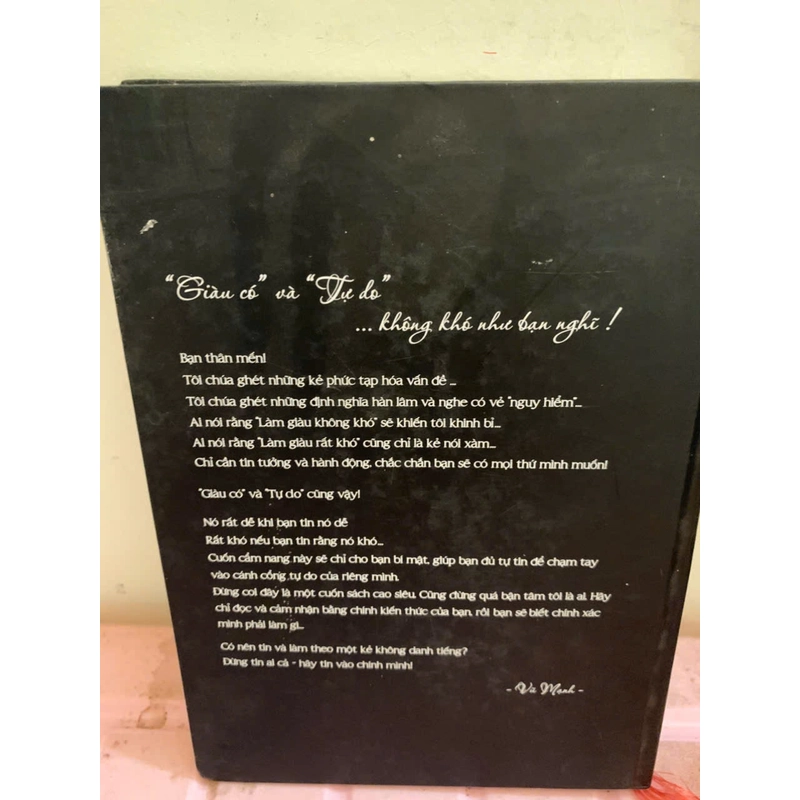 "Giàu có" và "Tự do"
... không khó như bạn nghĩ !
Bạn thân mến!
Tôi chúa ghét những kẻ phức tạp hóa vấn đề ...
Tôi chúa ghét những định nghĩa hàn lâm và nghe có vẻ "nguy hiểm"...
Ai nói rằng "Làm giàu không khó" sẽ khiến tôi khinh bỉ...
Ai nói rằng "Làm giàu rất khó" cũng chỉ là kẻ nói xàm...
Chỉ cần tin tưởng và hành động, chắc chắn bạn sẽ có mọi thứ mình muốn!
"Giàu có" và "Tự do" cũng vậy!
Nó rất dễ khi bạn tin nó dễ
Rất khó nếu bạn tin rằng nó khó...
Cuốn cẩm nang này sẽ chỉ cho bạn bí mật, giúp bạn đủ tự tin để chạm tay
vào cánh cổng tự do của riêng mình.
Đừng coi đây là một cuốn sách cao siêu. Cũng đừng quá bận tâm tôi là ai. Hãy
chỉ đọc và cảm nhận bằng chính kiến thức của bạn, rồi bạn sẽ biết chính xác
mình phải làm gì...
Có nên tin và làm theo một kẻ không danh tiếng?
Đừng tin ai cả - hãy tin vào chính mình!
- Vũ Mạnh -